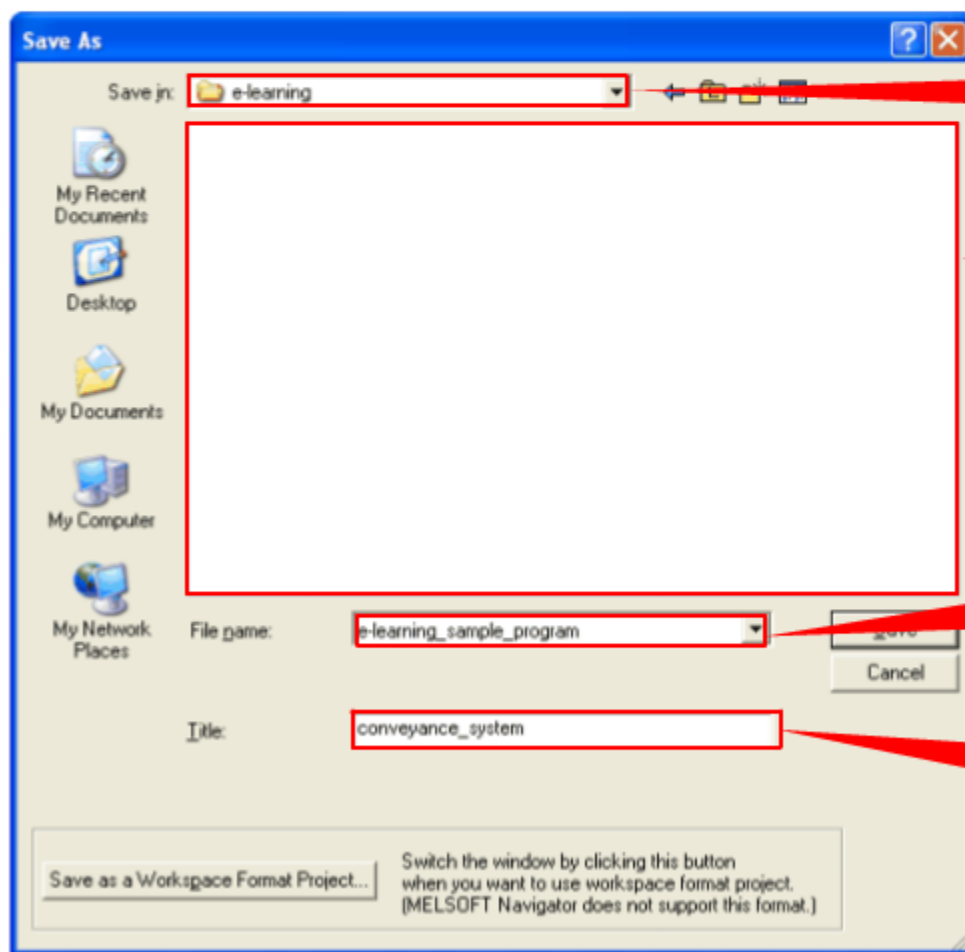 Save As
Save in:
e-learning
My Recent
Documents
Desktop
My Documents
My Computer
My Network
Places
File name:
e-learning_sample_program
Cancel
Title:
conveyance_system
Save as a Workspace Format Project...
Switch the window by clicking this button
when you want to use workspace format project.
(MELSOFT Navigator does not support this format.)